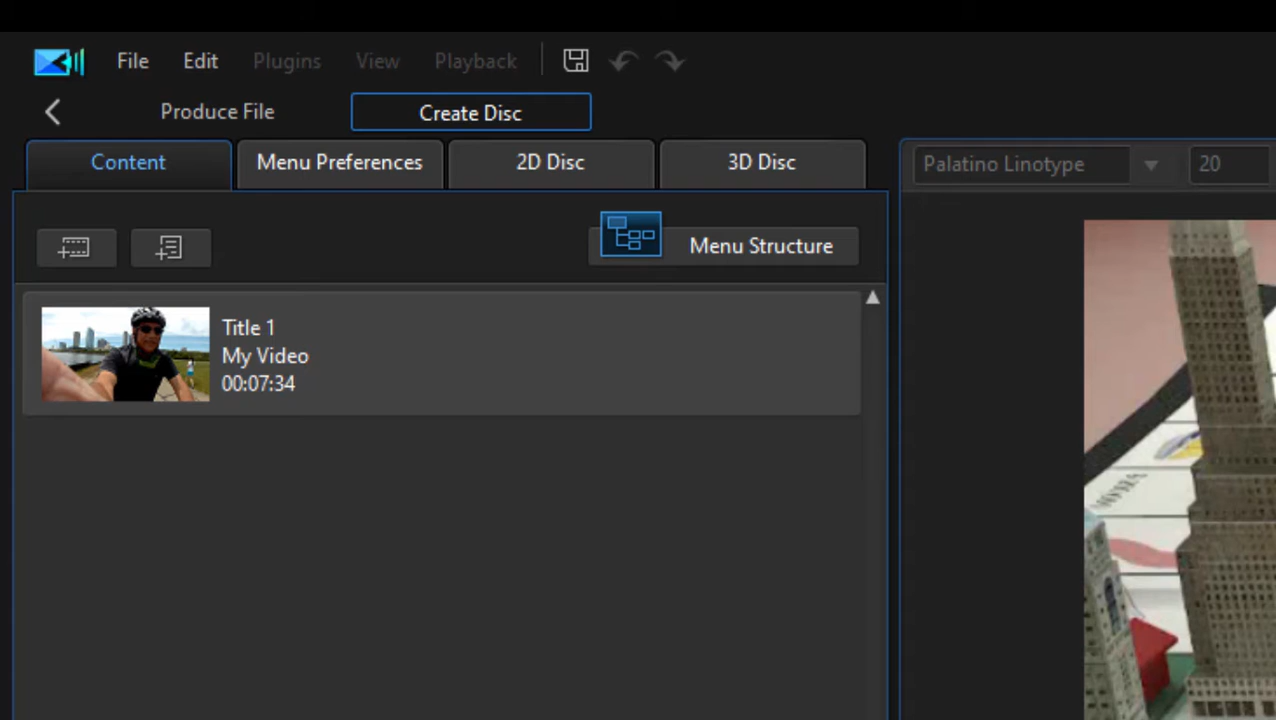 File Edit Plugins View Playback
Produce File Create Disc
Content Menu Preferences 2D Disc 3D Disc
Palatino Linotype 20
Menu Structure
Title 1
My Video
00:07:34